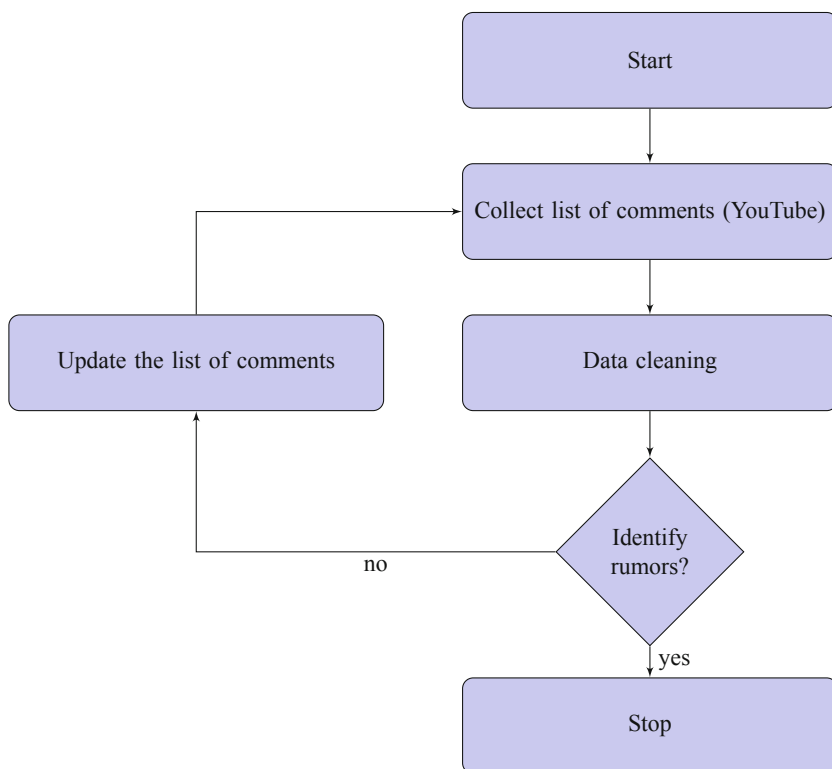 Start
Collect list of comments (YouTube)
Update the list of comments
Data cleaning
Identify
rumors?
no
yes
Stop